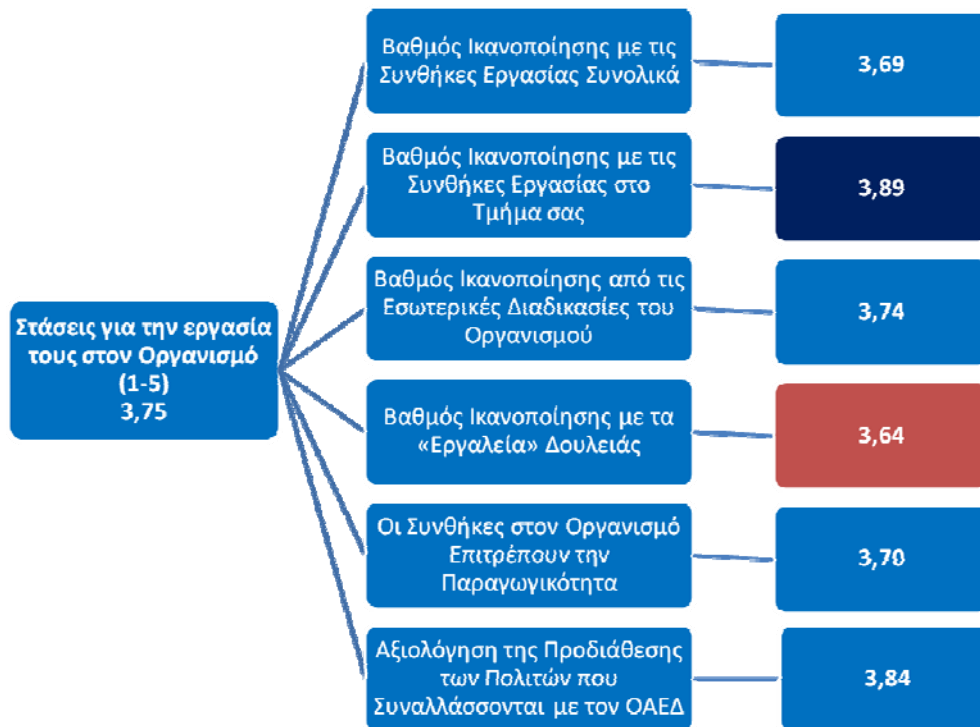 Βαθμός Ικανοποίησης με τις
Συνθήκες Εργασίας Συνολικά
3,69
Βαθμός Ικανοποίησης με τις
Συνθήκες Εργασίας στο
Τμήμα σας
3,89
Βαθμός Ικανοποίησης από τις
Εσωτερικές Διαδικασίες του
Οργανισμού
3,74
Στάσεις για την εργασία
τους στον Οργανισμό
(1-5)
3,75
Βαθμός Ικανοποίησης με τα
«Εργαλεία» Δουλειάς
3,64
Οι Συνθήκες στον Οργανισμό
Επιτρέπουν την
Παραγωγικότητα
3,70
Αξιολόγηση της Προδιάθεσης
των Πολιτών που
Συναλλάσσονται με τον ΟΑΕΔ
3,84